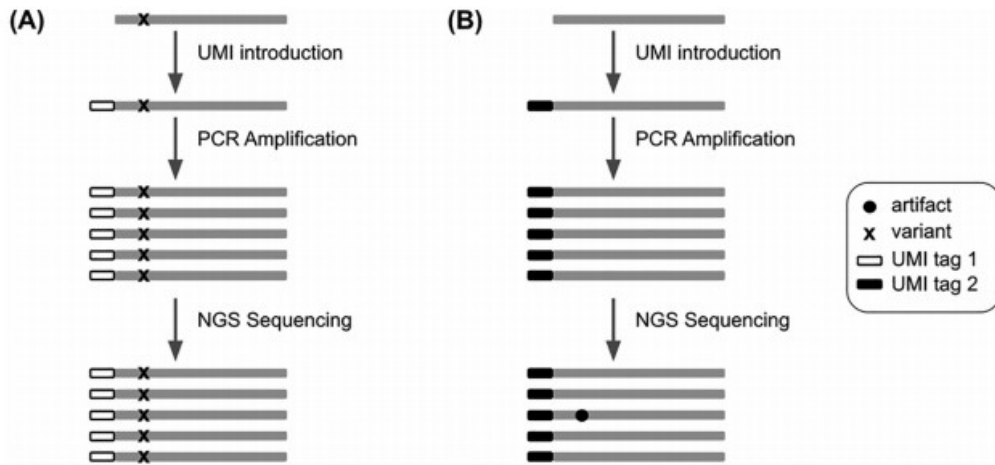 (A)
UMI introduction
PCR Amplification
NGS Sequencing
X
X
X
X
X
X
X
X
X
X
X
X
(B)
UMI introduction
PCR Amplification
NGS Sequencing
artifact
x variant
UMI tag 1
UMI tag 2